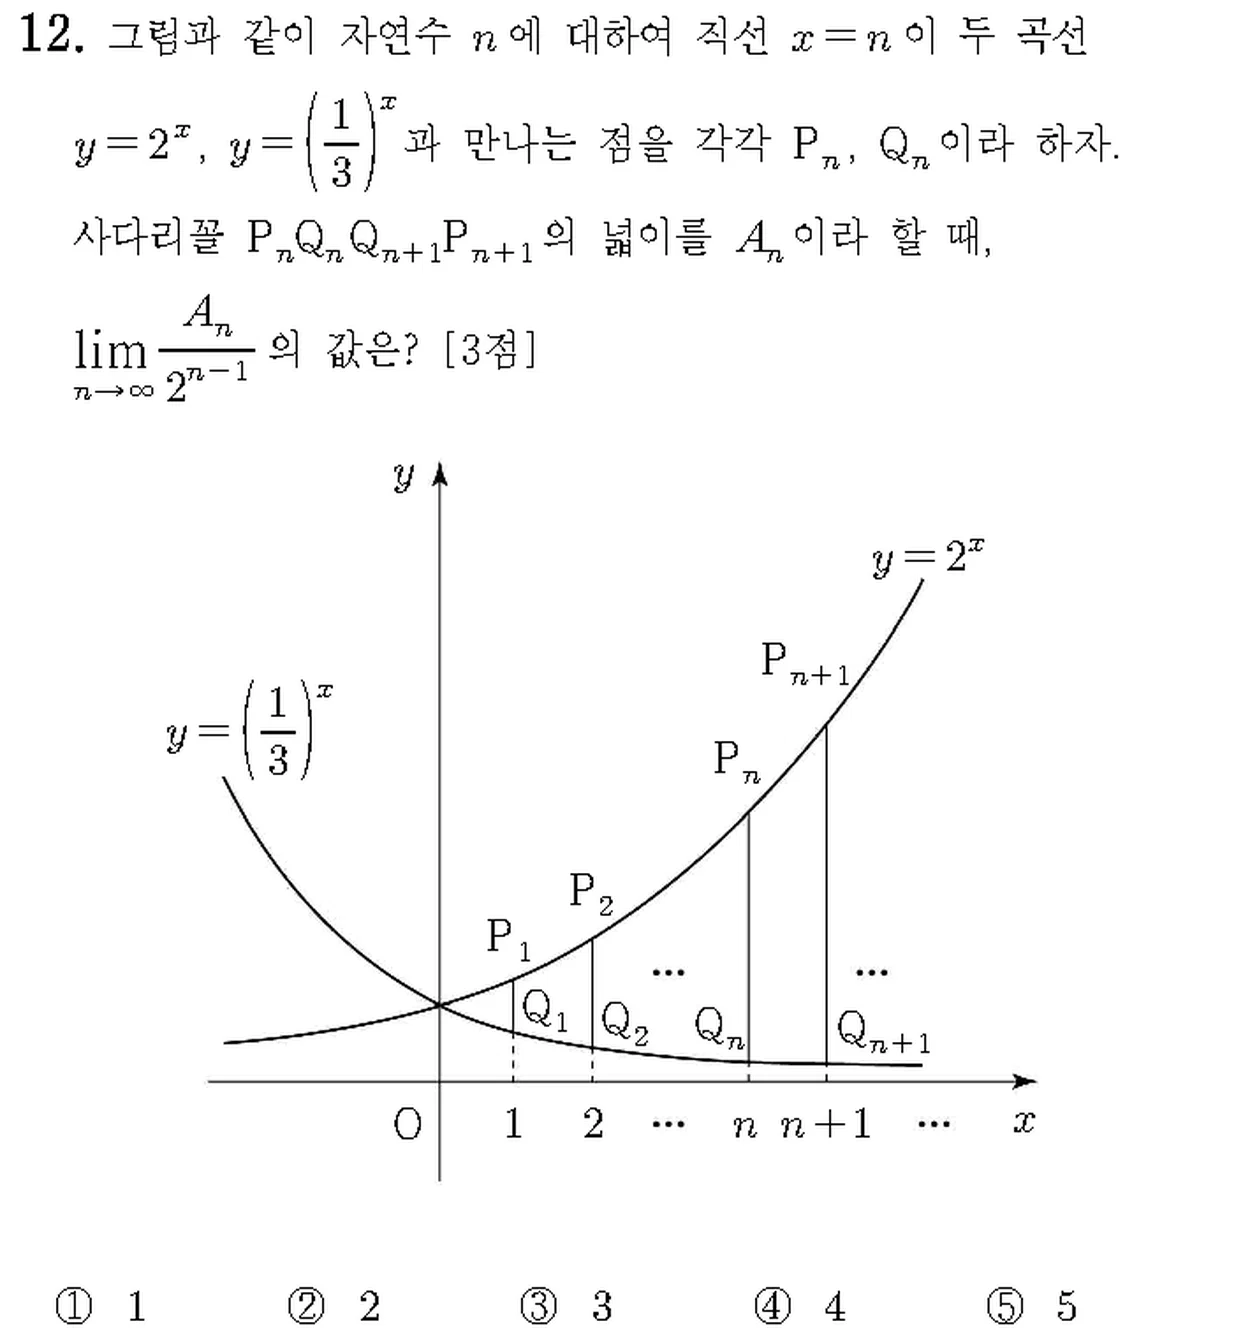 12. 그림과 같이 자연수 n에 대하여 직선 x=n이 두 곡선
y=2^x, y=(1/3)^x과 만나는 점을 각각 P_n, Q_n이라 하자.
사다리꼴 P_nQ_nQ_{n+1}P_{n+1}의 넓이를 A_n이라 할 때,
lim_{n→∞} A_n/2^{n-1}의 값은? [3점]
y
y=2^x
P_{n+1}
y=(1/3)^x
P_n
P_2
P_1
... ...
Q_1 Q_2 Q_n Q_{n+1}
O 1 2 ... n n+1 ... x
① 1 ② 2 ③ 3 ④ 4 ⑤ 5